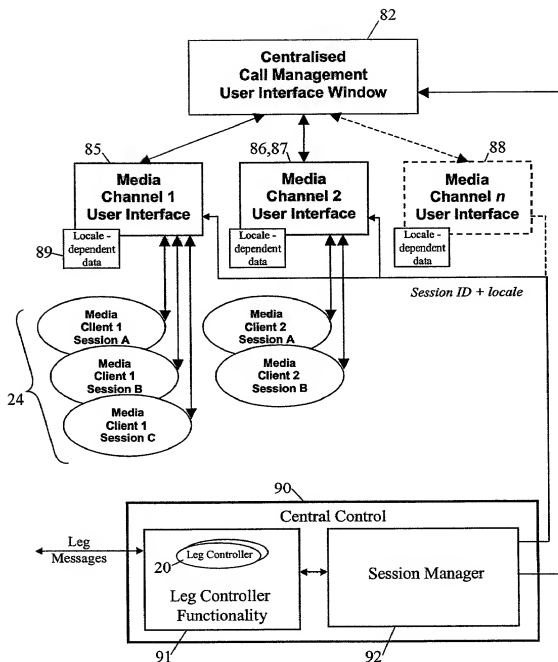 82
Centralised
Call Management
User Interface Window
85
86,87
88
Media
Channel 1
User Interface
Media
Channel 2
User Interface
Media
Channel n
User Interface
89
Locale -
dependent
data
Locale -
dependent
data
Locale -
dependent
data
Session ID + locale
24
Media
Client 1
Session A
Media
Client 1
Session B
Media
Client 1
Session C
Media
Client 2
Session A
Media
Client 2
Session B
90
Central Control
Leg
Messages
20
Leg Controller
Leg Controller
Functionality
Session Manager
91
92